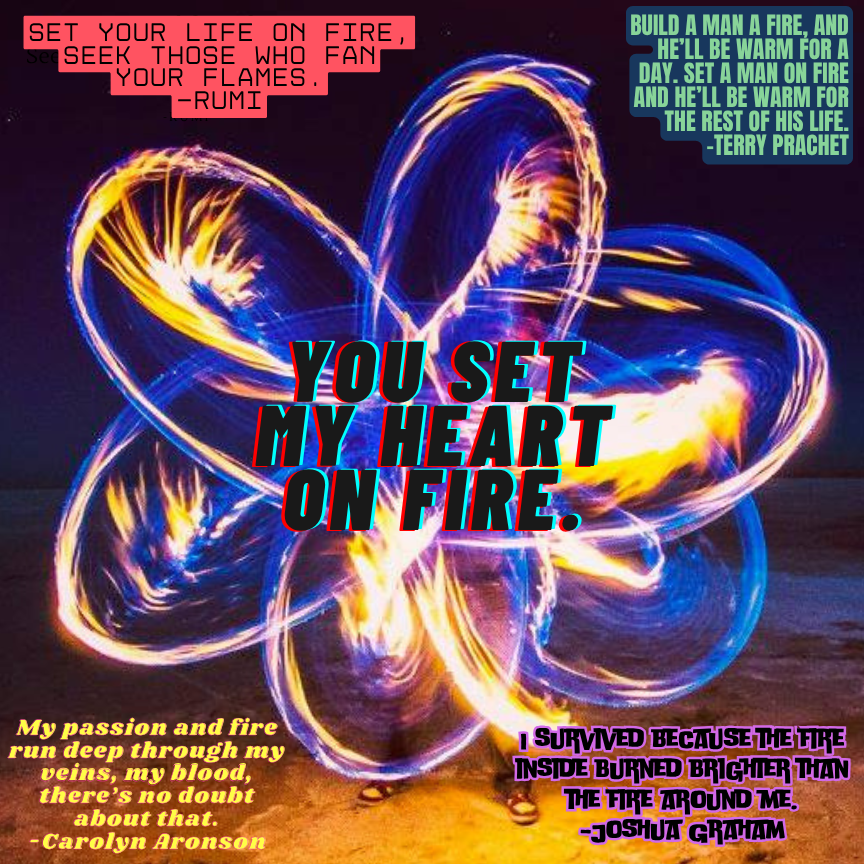 SET YOUR LIFE ON FIRE,
SEEK THOSE WHO FAN
YOUR FLAMES.
-RUMI
BUILD A MAN A FIRE, AND
HE'LL BE WARM FOR A
DAY. SET A MAN ON FIRE
AND HE'LL BE WARM FOR
THE REST OF HIS LIFE.
-TERRY PRACHET
YOU SET
MY HEART
ON FIRE.
My passion and fire
run deep through my
veins, my blood,
there's no doubt
about that.
-Carolyn Aronson
I SURVIVED BECAUSE THE FIRE
INSIDE BURNED BRIGHTER THAN
THE FIRE AROUND ME.
-JOSHUA GRAHAM